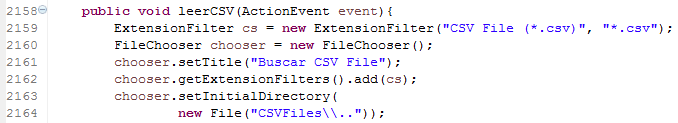 2158 public void leerCSV(ActionEvent event){
2159 ExtensionFilter cs = new ExtensionFilter("CSV File (*.csv)", "*.csv");
2160 FileChooser chooser = new FileChooser();
2161 chooser.setTitle("Buscar CSV File");
2162 chooser.getExtensionFilters().add(cs);
2163 chooser.setInitialDirectory(
2164 new File("CSVFiles\\.."));